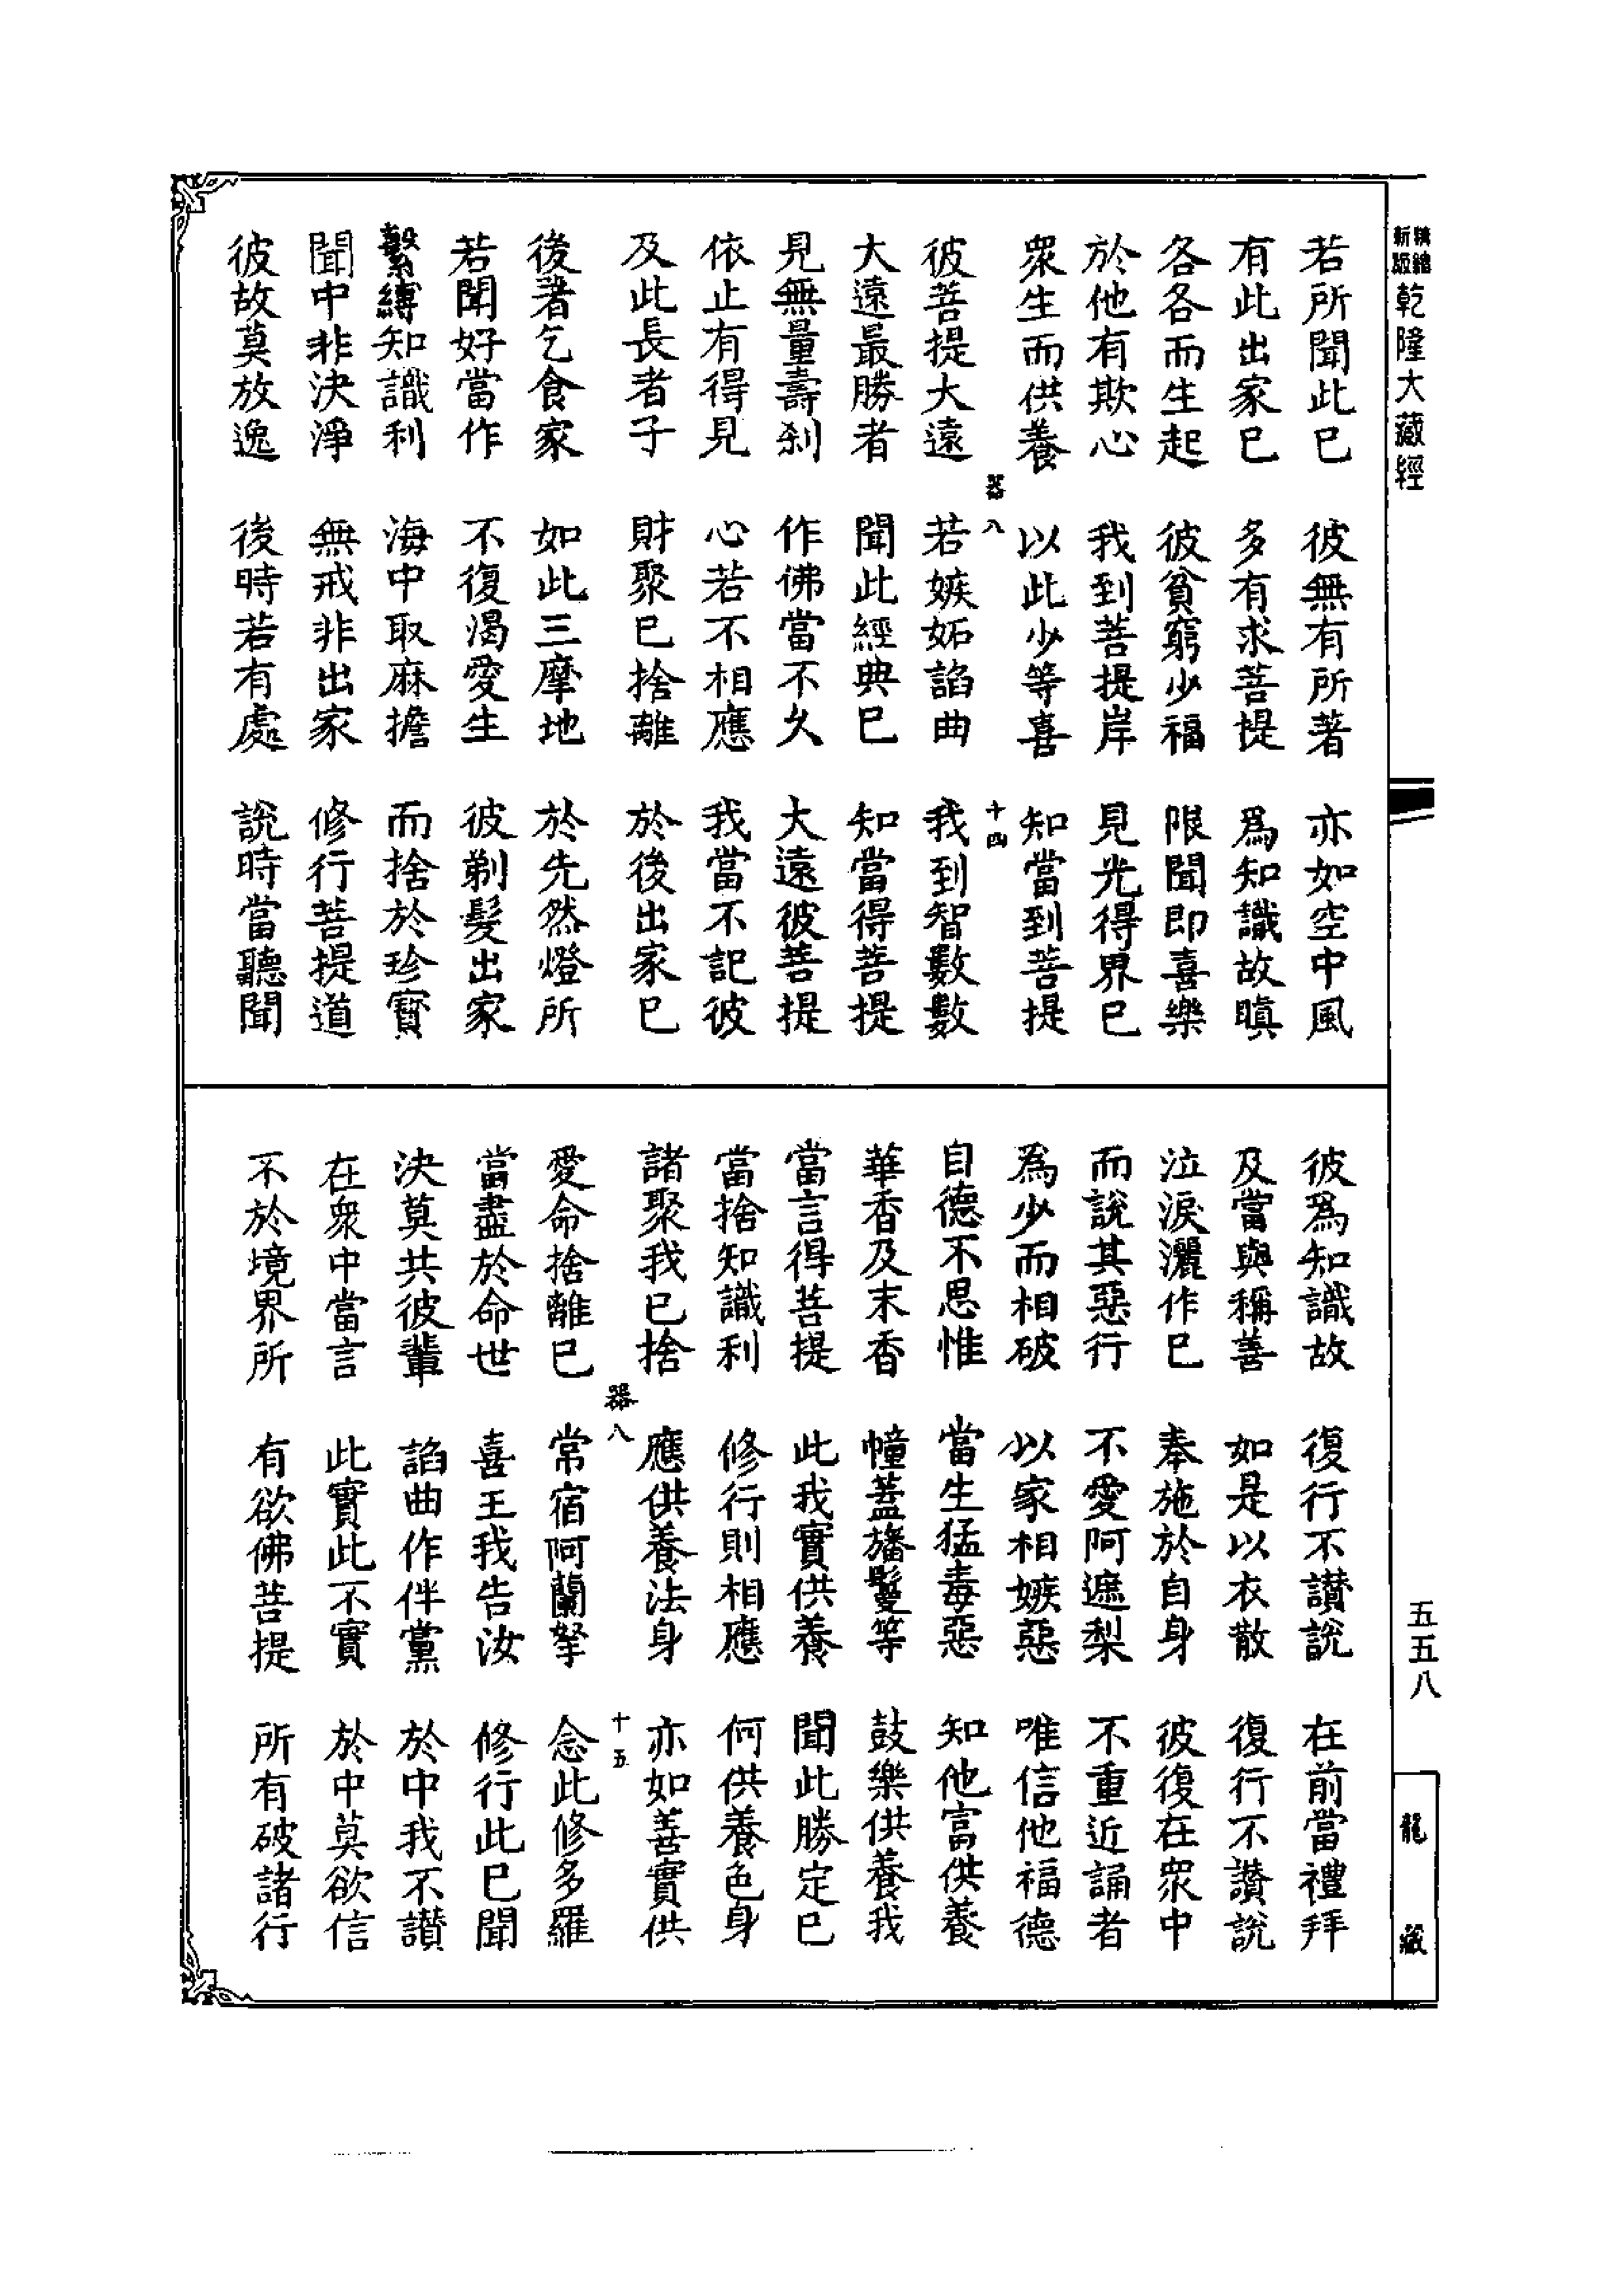 精縮新版乾隆大藏經
若所聞此已 彼無有所著 亦如空中風
有此出家已 多有求菩提 爲知識故瞋
各各而生起 彼貧窮少福 限聞即喜樂
於他有欺心 我到菩提岸 見光得界已
衆生而供養 以此少等喜 知當到菩提
器八 十四
彼菩提大遠 若嫉妬諂曲 我到智數數
大遠最勝者 聞此經典已 知當得菩提
見無量壽刹 作佛當不久 大遠彼菩提
依止有得見 心若不相應 我當不記彼
及此長者子 財聚已捨離 於後出家已
後著乞食家 如此三摩地 於先然燈所
若聞好當作 不復渴愛生 彼剃髮出家
繫縛知識利 海中取麻擔 而捨於珍寶
聞中非決淨 無戒非出家 修行菩提道
彼故莫放逸 後時若有處 說時當聽聞
彼爲知識故 復行不讃說 在前當禮拜
及當與稱善 如是以衣散 復行不讃說
泣淚灑作已 奉施於自身 彼復在衆中
而說其惡行 不愛阿遮梨 不重近誦者
爲少而相破 以家相嫉惡 唯信他福德
自德不思惟 當生猛毒惡 知他富供養
華香及末香 幢蓋旛鬘等 鼓樂供養我
當言得菩提 此我實供養 聞此勝定已
當捨知識利 修行則相應 何供養色身
諸聚我已捨 應供養法身 亦如善實供
器八 十五
愛命捨離已 常宿阿蘭拏 念此修多羅
當盡於命世 喜王我告汝 修行此已聞
決莫共彼輩 諂曲作伴黨 於中我不讃
在衆中當言 此實此不實 於中莫欲信
不於境界所 有欲佛菩提 所有破諸行
五五八
龍藏